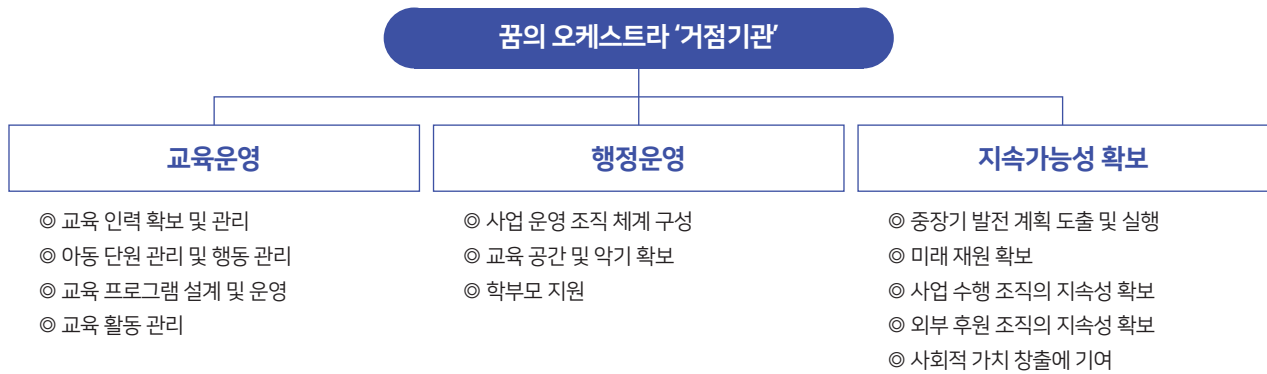 꿈의 오케스트라 ‘거점기관’
교육운영
◎ 교육 인력 확보 및 관리
◎ 아동 단원 관리 및 행동 관리
◎ 교육 프로그램 설계 및 운영
◎ 교육 활동 관리
행정운영
◎ 사업 운영 조직 체계 구성
◎ 교육 공간 및 악기 확보
◎ 학부모 지원
지속가능성 확보
◎ 중장기 발전 계획 도출 및 실행
◎ 미래 재원 확보
◎ 사업 수행 조직의 지속성 확보
◎ 외부 후원 조직의 지속성 확보
◎ 사회적 가치 창출에 기여